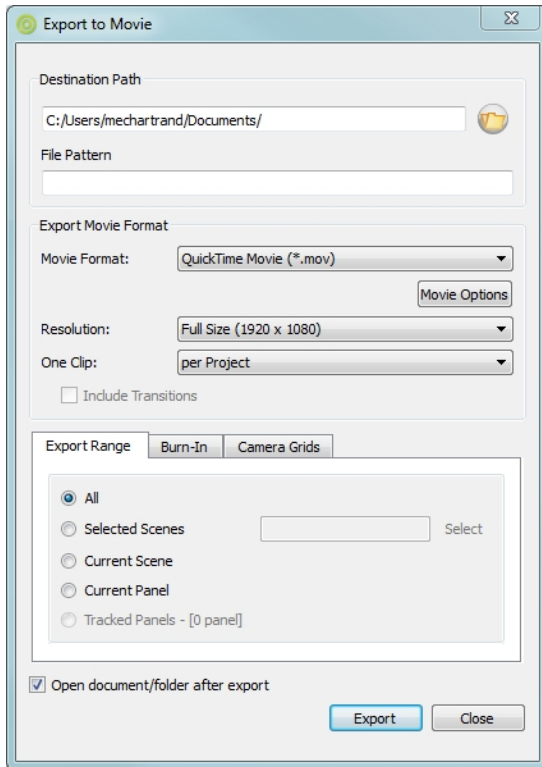 Export to Movie
Destination Path
C:/Users/mechartrand/Documents/
File Pattern
Export Movie Format
Movie Format: QuickTime Movie (*.mov)
Movie Options
Resolution: Full Size (1920 x 1080)
One Clip: per Project
Include Transitions
Export Range Burn-In Camera Grids
All
Selected Scenes Select
Current Scene
Current Panel
Tracked Panels - [0 panel]
Open document/folder after export
Export Close